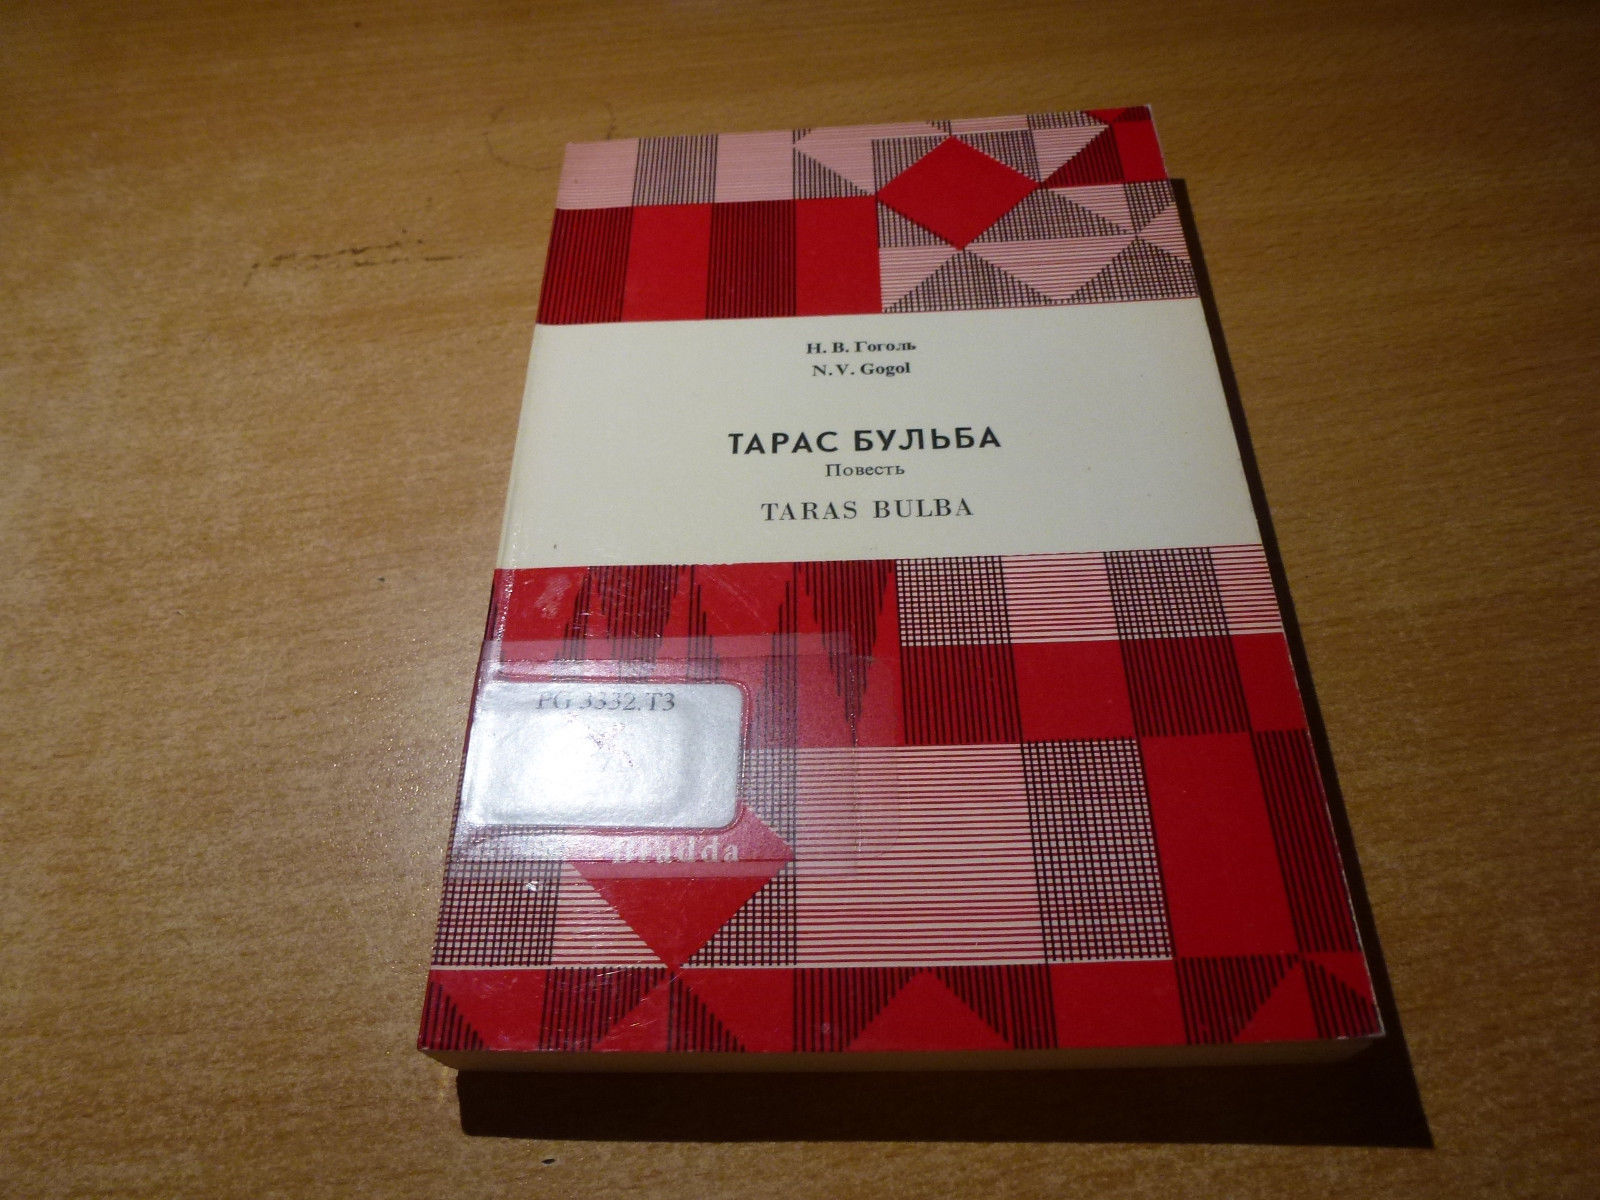 Н. В. Гоголь
N. V. Gogol
ТАРАС БУЛЬБА
Повесть
TARAS BULBA
PG 3332.T3